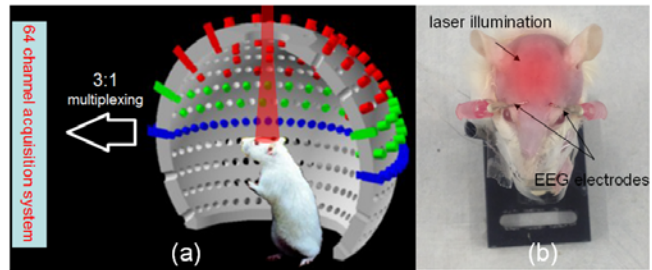 64 channel acquisition system
3:1
multiplexing
(a)
laser illumination
EEG electrodes
(b)